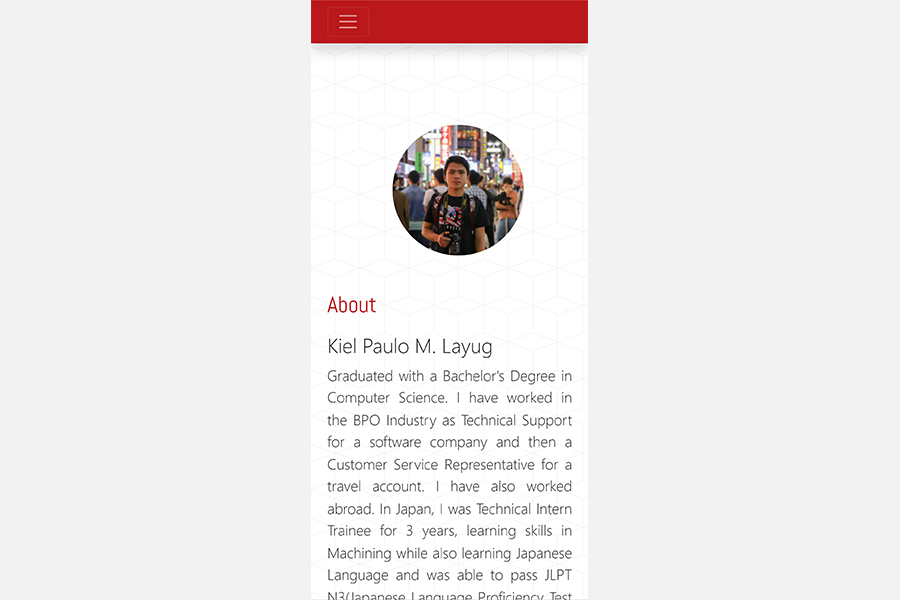 About
Kiel Paulo M. Layug
Graduated with a Bachelor's Degree in
Computer Science. I have worked in
the BPO Industry as Technical Support
for a software company and then a
Customer Service Representative for a
travel account. I have also worked
abroad. In Japan, I was Technical Intern
Trainee for 3 years, learning skills in
Machining while also learning Japanese
Language and was able to pass JLPT
N3(Japanese Language Proficiency Test